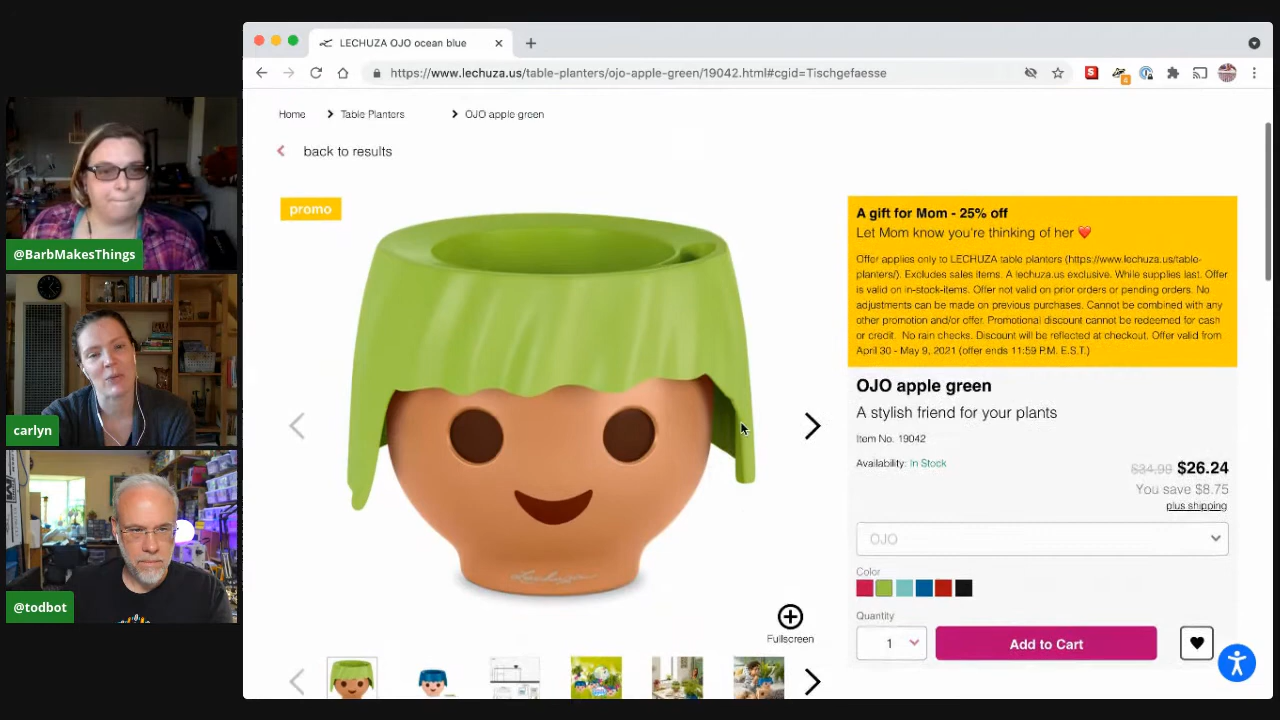 LECHUZA OJO ocean blue
https://www.lechuza.us/table-planters/ojo-apple-green/19042.html#cgid=Tischgefaesse
S
4
Home
Table Planters
OJO apple green
back to results
promo
A gift for Mom - 25% off
Let Mom know you're thinking of her ❤️
Offer applies only to LECHUZA table planters (https://www.lechuza.us/table-
planters/). Excludes sales items. A lechuza.us exclusive. While supplies last. Offer
is valid on in-stock-items. Offer not valid on prior orders or pending orders. No
adjustments can be made on previous purchases. Cannot be combined with any
other promotion and/or offer. Promotional discount cannot be redeemed for cash
or credit. No rain checks. Discount will be reflected at checkout. Offer valid from
April 30 - May 9, 2021 (offer ends 11:59 P.M. E.S.T.)
@BarbMakesThings
OJO apple green
A stylish friend for your plants
Item No. 19042
Availability: In Stock
$34.99 $26.24
You save $8.75
plus shipping
carlyn
OJO
Color
Lechuza
Quantity
1
Add to Cart
Fullscreen
@todbot